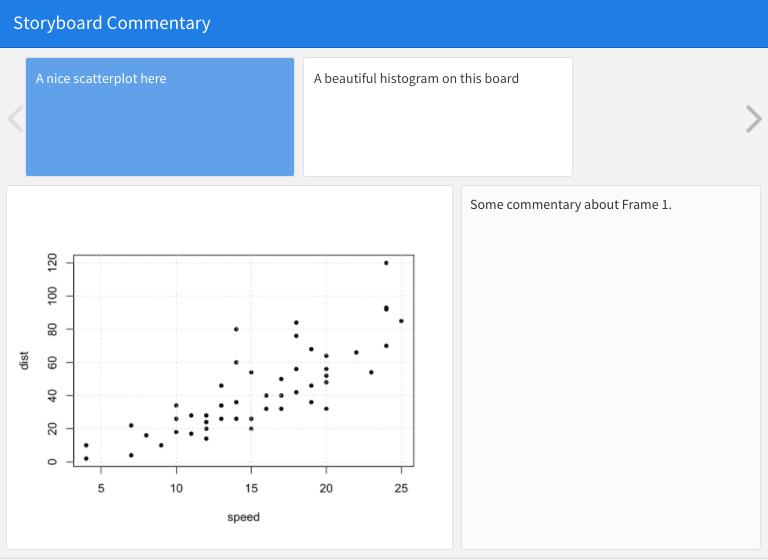 Storyboard Commentary
A nice scatterplot here
A beautiful histogram on this board
Some commentary about Frame 1.
120
100
80
60
40
20
0
dist
5 10 15 20 25
speed